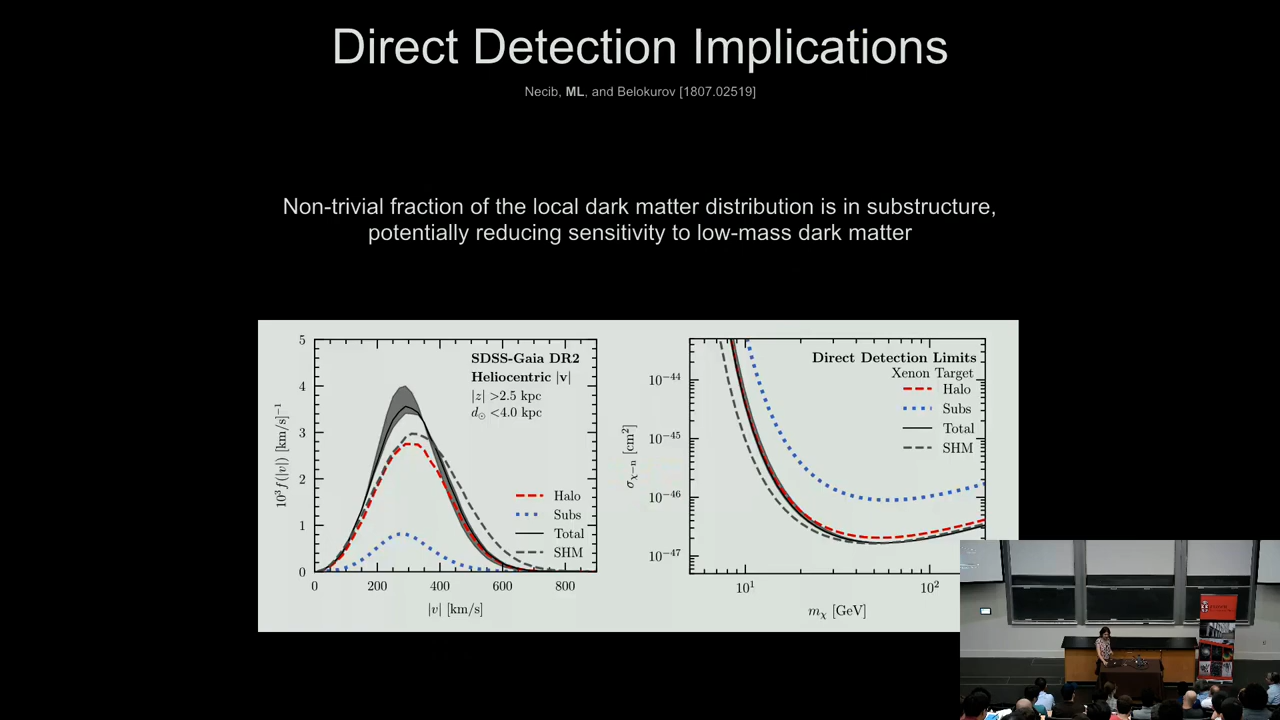 Direct Detection Implications
Necib, ML, and Belokurov [1807.02519]
Non-trivial fraction of the local dark matter distribution is in substructure,
potentially reducing sensitivity to low-mass dark matter
SDSS-Gaia DR2
Heliocentric |v|
|z| >2.5 kpc
d☉ <4.0 kpc
Halo
Subs
Total
SHM
10³ f(|v|) [km/s]⁻¹
5
4
3
2
1
0
0 200 400 600 800
|v| [km/s]
Direct Detection Limits
Xenon Target
Halo
Subs
Total
SHM
σχ−n [cm²]
10⁻⁴⁴
10⁻⁴⁵
10⁻⁴⁶
10⁻⁴⁷
10¹ 10²
mχ [GeV]